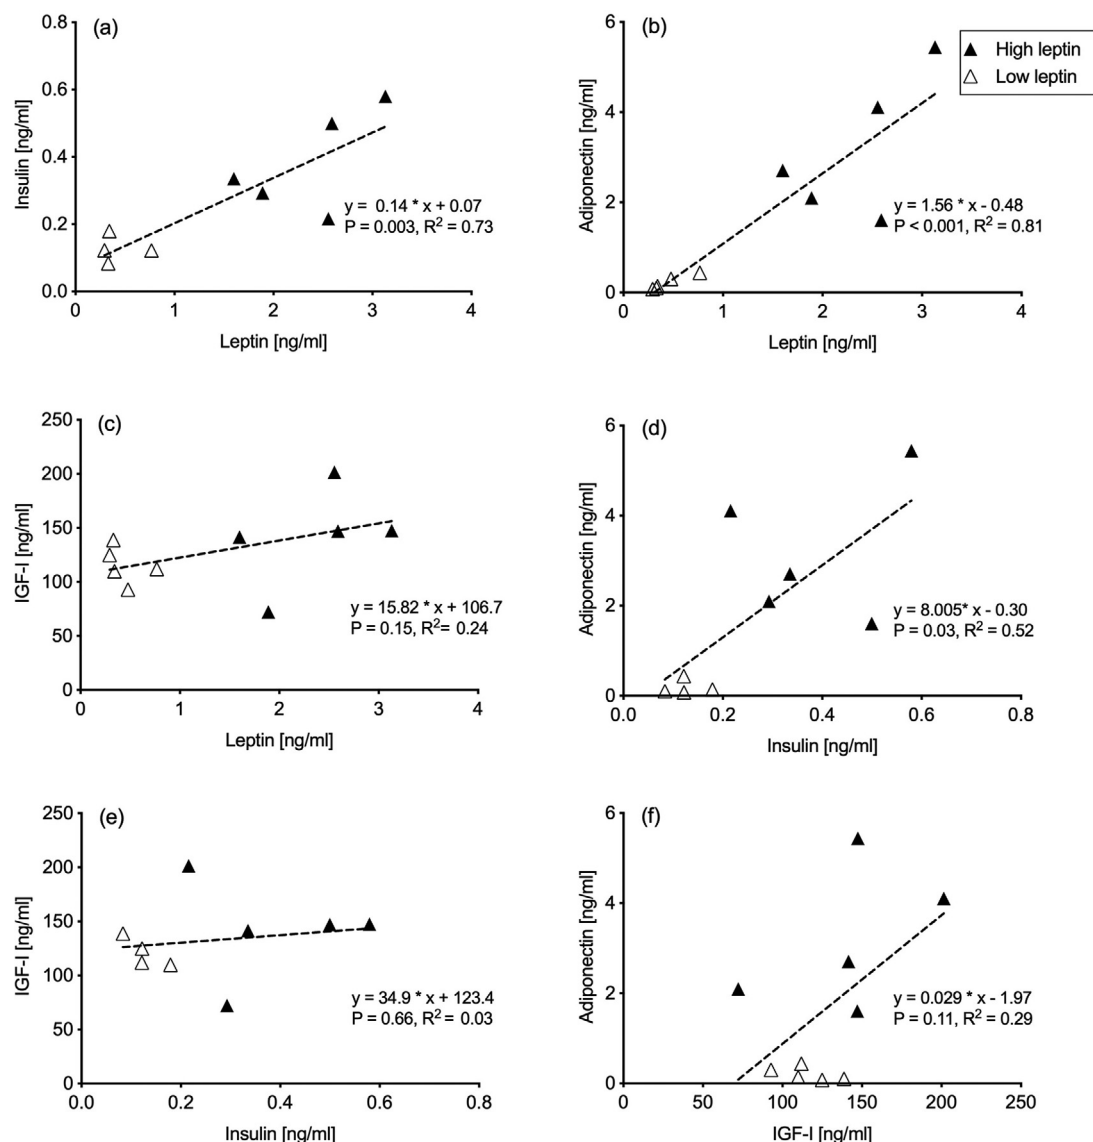 (a)
0.8
0.6
0.4
0.2
0.0
Insulin [ng/ml]
y = 0.14 * x + 0.07
P = 0.003, R² = 0.73
0 1 2 3 4
Leptin [ng/ml]
(b)
High leptin
Low leptin
6
4
2
0
Adiponectin [ng/ml]
y = 1.56 * x - 0.48
P < 0.001, R² = 0.81
0 1 2 3 4
Leptin [ng/ml]
(c)
250
200
150
100
50
0
IGF-I [ng/ml]
y = 15.82 * x + 106.7
P = 0.15, R²= 0.24
0 1 2 3 4
Leptin [ng/ml]
(d)
6
4
2
0
Adiponectin [ng/ml]
y = 8.005* x - 0.30
P = 0.03, R² = 0.52
0.0 0.2 0.4 0.6 0.8
Insulin [ng/ml]
(e)
250
200
150
100
50
0
IGF-I [ng/ml]
y = 34.9 * x + 123.4
P = 0.66, R² = 0.03
0.0 0.2 0.4 0.6 0.8
Insulin [ng/ml]
(f)
6
4
2
0
Adiponectin [ng/ml]
y = 0.029 * x - 1.97
P = 0.11, R² = 0.29
0 50 100 150 200 250
IGF-I [ng/ml]